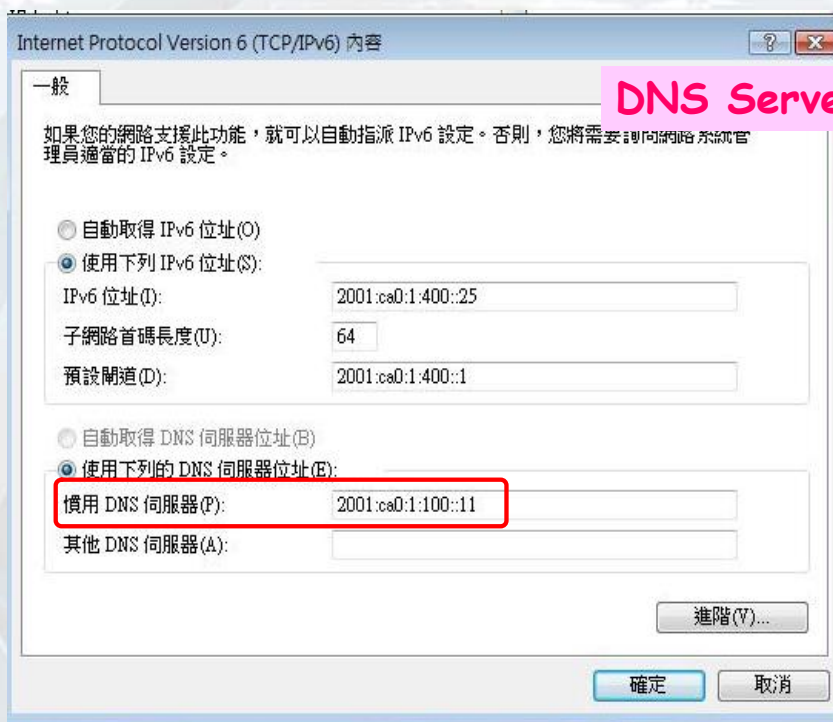 Internet Protocol Version 6 (TCP/IPv6) 內容
一般
DNS Serve
如果您的網路支援此功能，就可以自動指派 IPv6 設定。否則，您將需要詢問網路系統管
理員適當的 IPv6 設定。
自動取得 IPv6 位址(O)
使用下列 IPv6 位址(S):
IPv6 位址(I): 2001:ca0:1:400::25
子網路首碼長度(U): 64
預設閘道(D): 2001:ca0:1:400::1
自動取得 DNS 伺服器位址(B)
使用下列的 DNS 伺服器位址(E):
慣用 DNS 伺服器(P): 2001:ca0:1:100::11
其他 DNS 伺服器(A):
進階(V)...
確定 取消